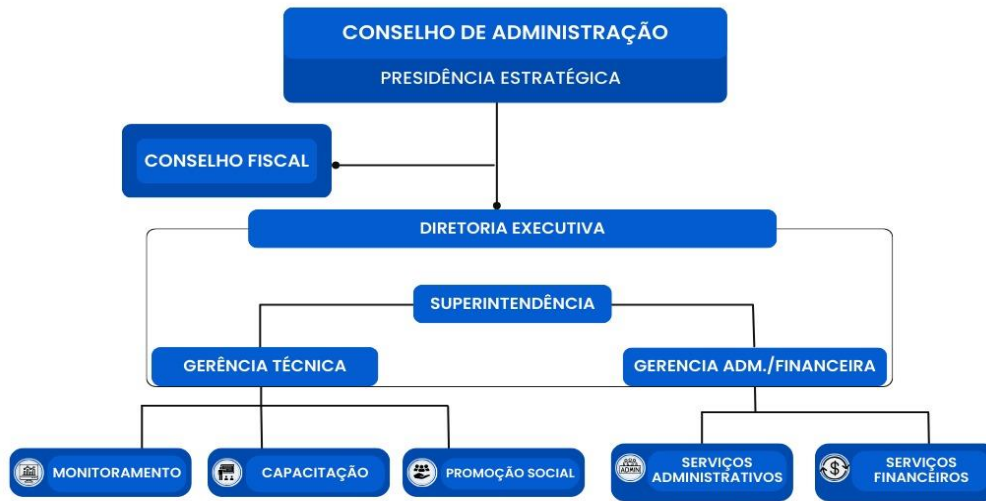 CONSELHO DE ADMINISTRAÇÃO
PRESIDÊNCIA ESTRATÉGICA
CONSELHO FISCAL
DIRETORIA EXECUTIVA
SUPERINTENDÊNCIA
GERÊNCIA TÉCNICA
GERENCIA ADM./FINANCEIRA
MONITORAMENTO
CAPACITAÇÃO
PROMOÇÃO SOCIAL
ADMIN
SERVIÇOS
ADMINISTRATIVOS
$
SERVIÇOS
FINANCEIROS